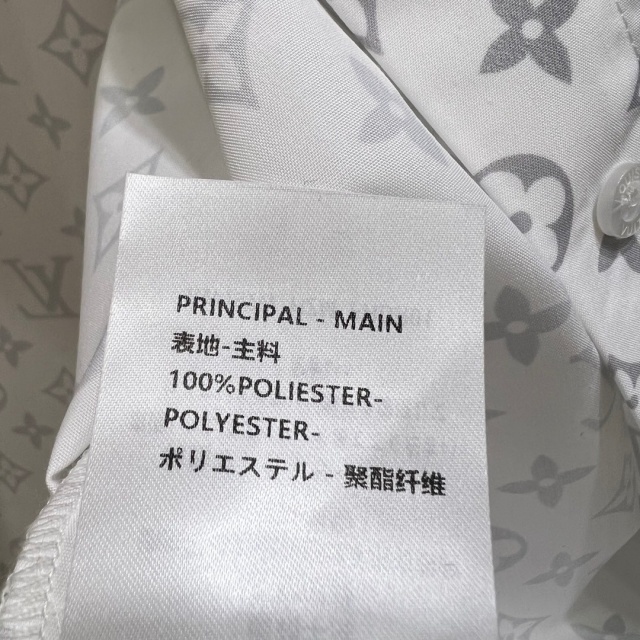 PRINCIPAL - MAIN
表地-主料
100%POLIESTER-
POLYESTER-
ポリエステル - 聚酯纤维